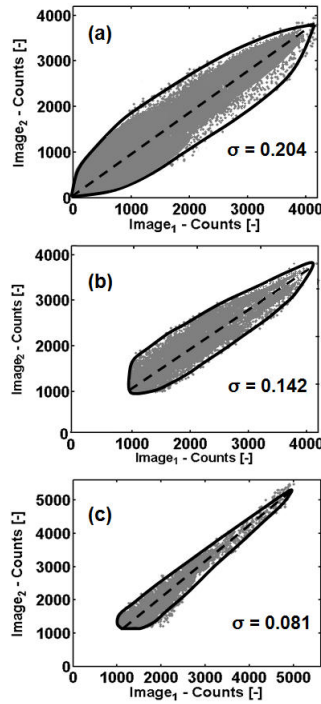 (a)
4000
3000
2000
1000
0
Image2 - Counts [-]
σ = 0.204
1000 2000 3000 4000
Image1 - Counts [-]
(b)
4000
3000
2000
1000
0
Image2 - Counts [-]
σ = 0.142
0 1000 2000 3000 4000
Image1 - Counts [-]
(c)
5000
4000
3000
2000
1000
0
Image2 - Counts [-]
σ = 0.081
0 1000 2000 3000 4000 5000
Image1 - Counts [-]